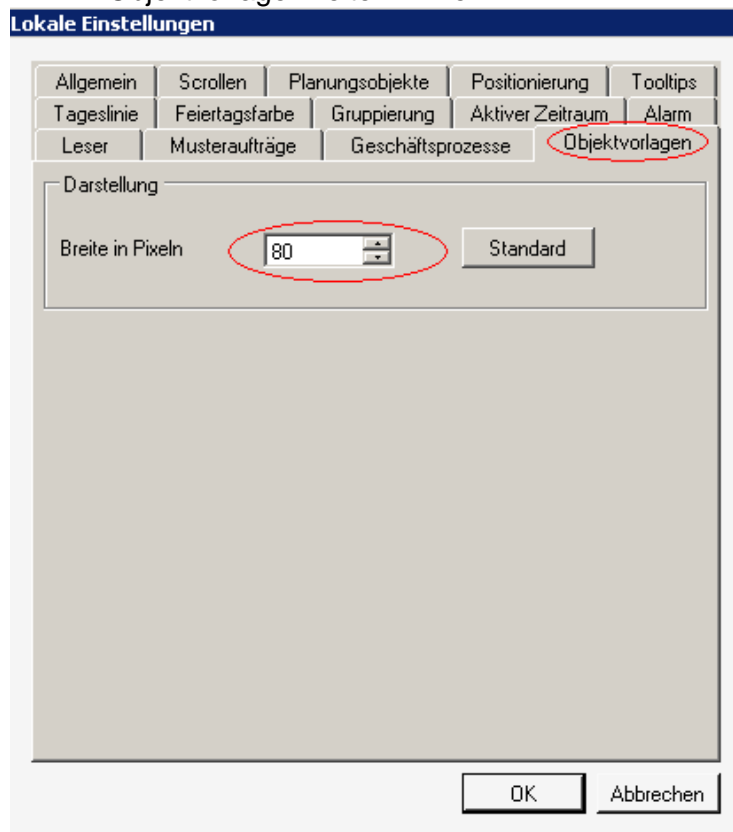 Lokale Einstellungen
Allgemein Scrollen Planungsobjekte Positionierung Tooltips
Tageslinie Feiertagsfarbe Gruppierung Aktiver Zeitraum Alarm
Leser Musteraufträge Geschäftsprozesse Objektvorlagen
Darstellung
Breite in Pixeln 80 Standard
OK Abbrechen